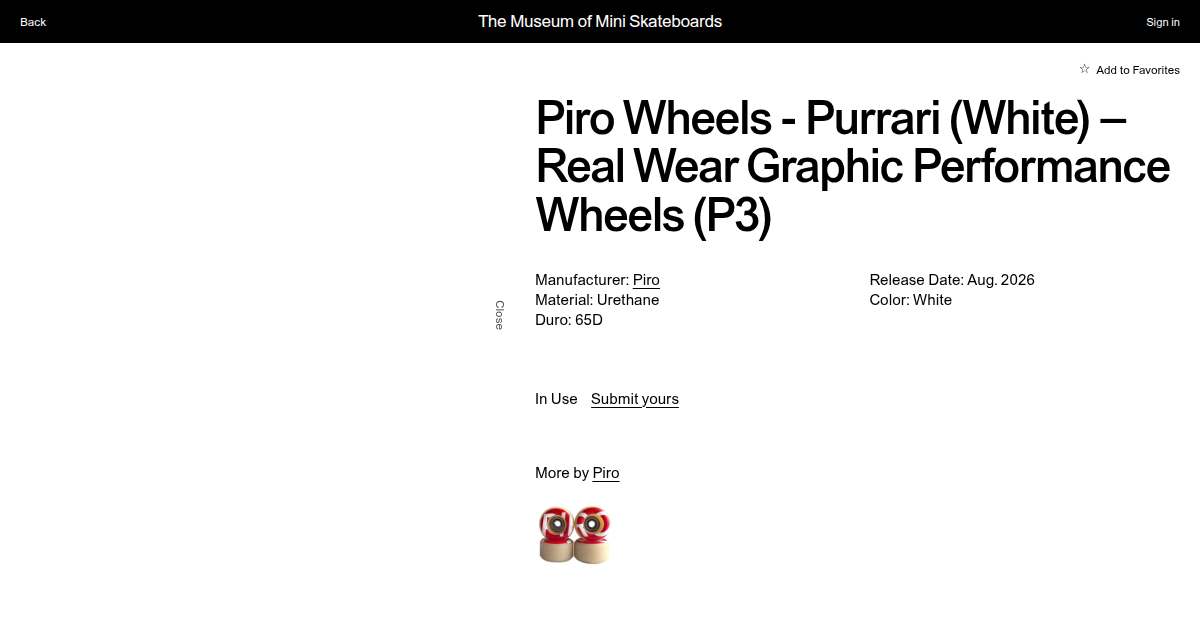 Back
The Museum of Mini Skateboards
Sign in
☆ Add to Favorites
Piro Wheels - Purrari (White) –
Real Wear Graphic Performance
Wheels (P3)
Manufacturer: Piro
Material: Urethane
Duro: 65D
Release Date: Aug. 2026
Color: White
Close
In Use Submit yours
More by Piro